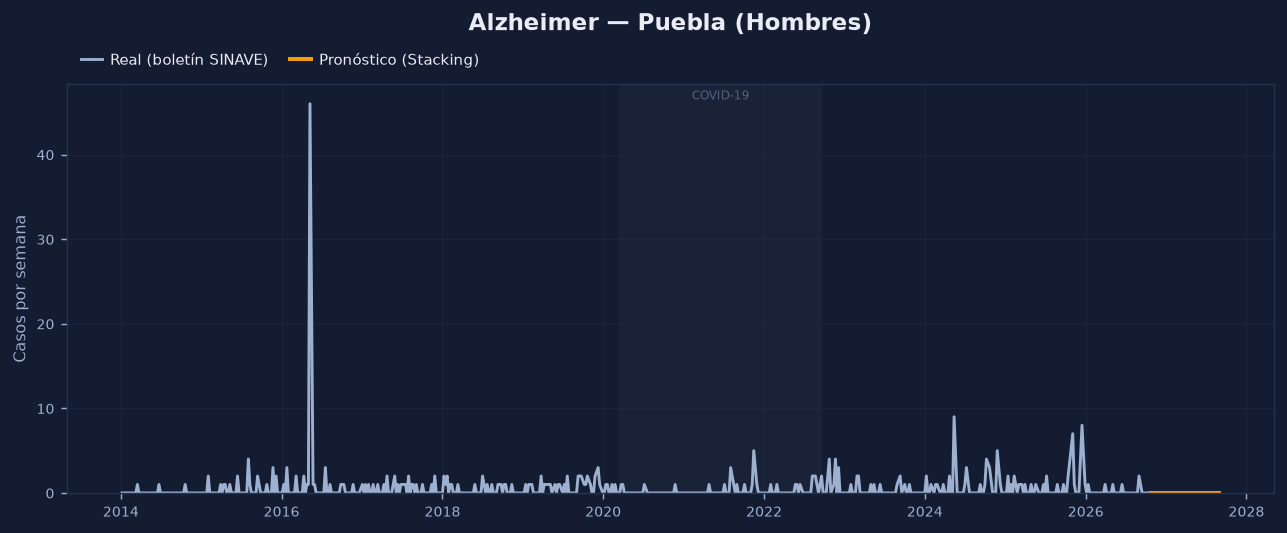 Alzheimer — Puebla (Hombres)
Real (boletín SINAVE) Pronóstico (Stacking)
COVID-19
Casos por semana
40
30
20
10
0
2014 2016 2018 2020 2022 2024 2026 2028